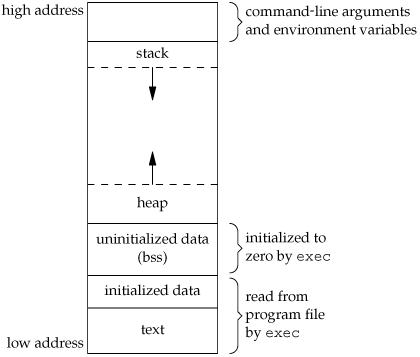 high address
command-line arguments
and environment variables
stack
heap
uninitialized data
(bss)
initialized to
zero by exec
initialized data
read from
program file
by exec
text
low address